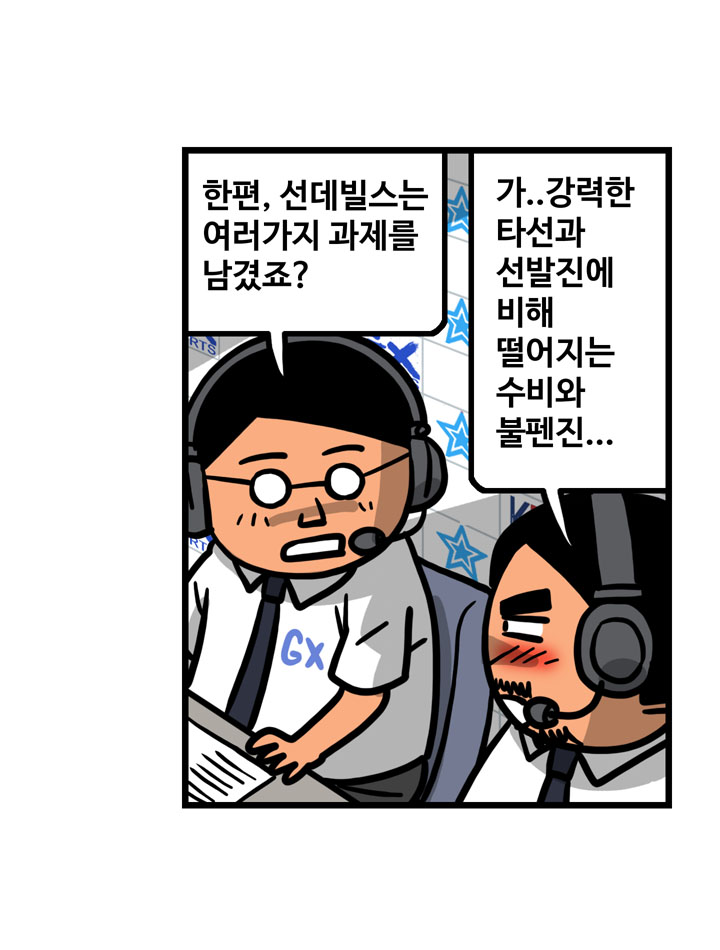 한편, 선데빌스는
여러가지 과제를
남겼죠?
가..강력한
타선과
선발진에
비해
떨어지는
수비와
불펜진...
RTS
X
RTS
K
GX